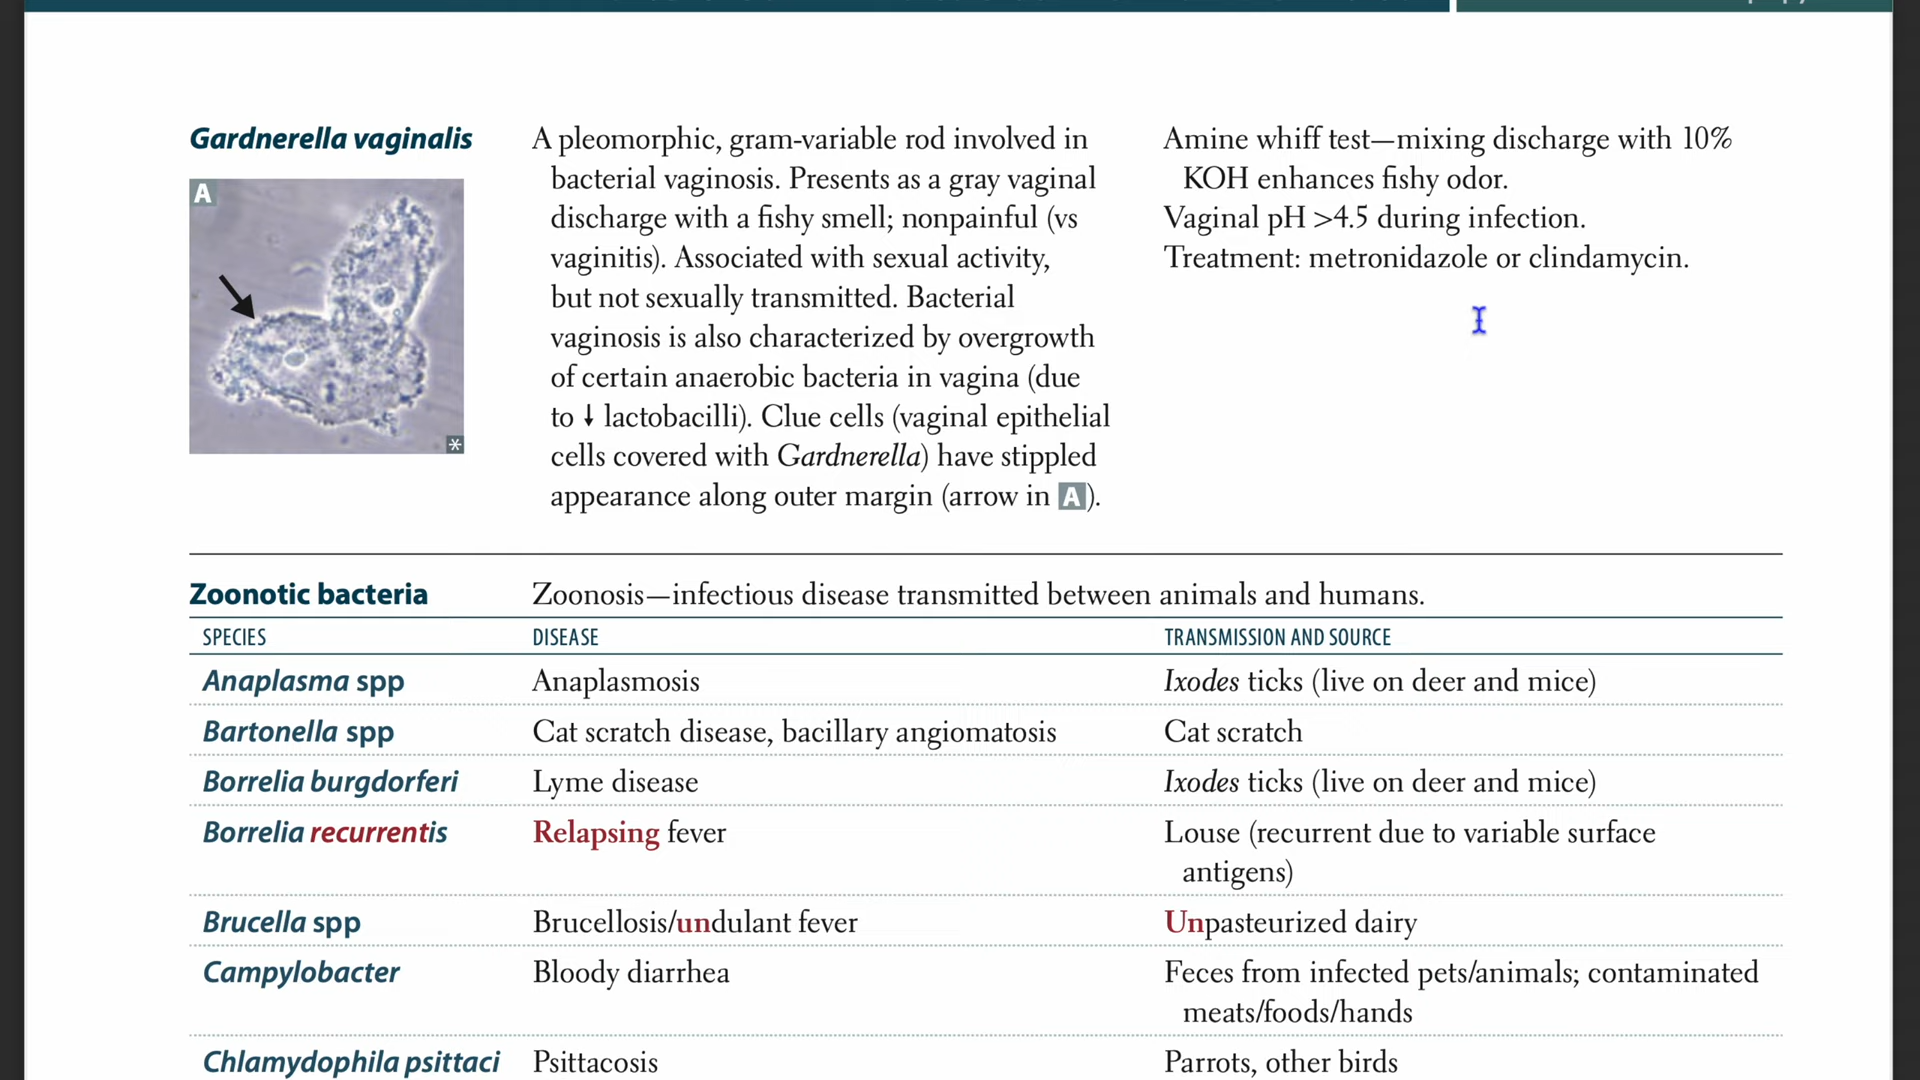 Gardnerella vaginalis
A
*
A pleomorphic, gram-variable rod involved in
bacterial vaginosis. Presents as a gray vaginal
discharge with a fishy smell; nonpainful (vs
vaginitis). Associated with sexual activity,
but not sexually transmitted. Bacterial
vaginosis is also characterized by overgrowth
of certain anaerobic bacteria in vagina (due
to ↓ lactobacilli). Clue cells (vaginal epithelial
cells covered with Gardnerella) have stippled
appearance along outer margin (arrow in A).
Amine whiff test—mixing discharge with 10%
KOH enhances fishy odor.
Vaginal pH >4.5 during infection.
Treatment: metronidazole or clindamycin.
Zoonotic bacteria Zoonosis—infectious disease transmitted between animals and humans.
SPECIES DISEASE TRANSMISSION AND SOURCE
Anaplasma spp Anaplasmosis Ixodes ticks (live on deer and mice)
Bartonella spp Cat scratch disease, bacillary angiomatosis Cat scratch
Borrelia burgdorferi Lyme disease Ixodes ticks (live on deer and mice)
Borrelia recurrentis Relapsing fever Louse (recurrent due to variable surface
antigens)
Brucella spp Brucellosis/undulant fever Unpasteurized dairy
Campylobacter Bloody diarrhea Feces from infected pets/animals; contaminated
meats/foods/hands
Chlamydophila psittaci Psittacosis Parrots, other birds